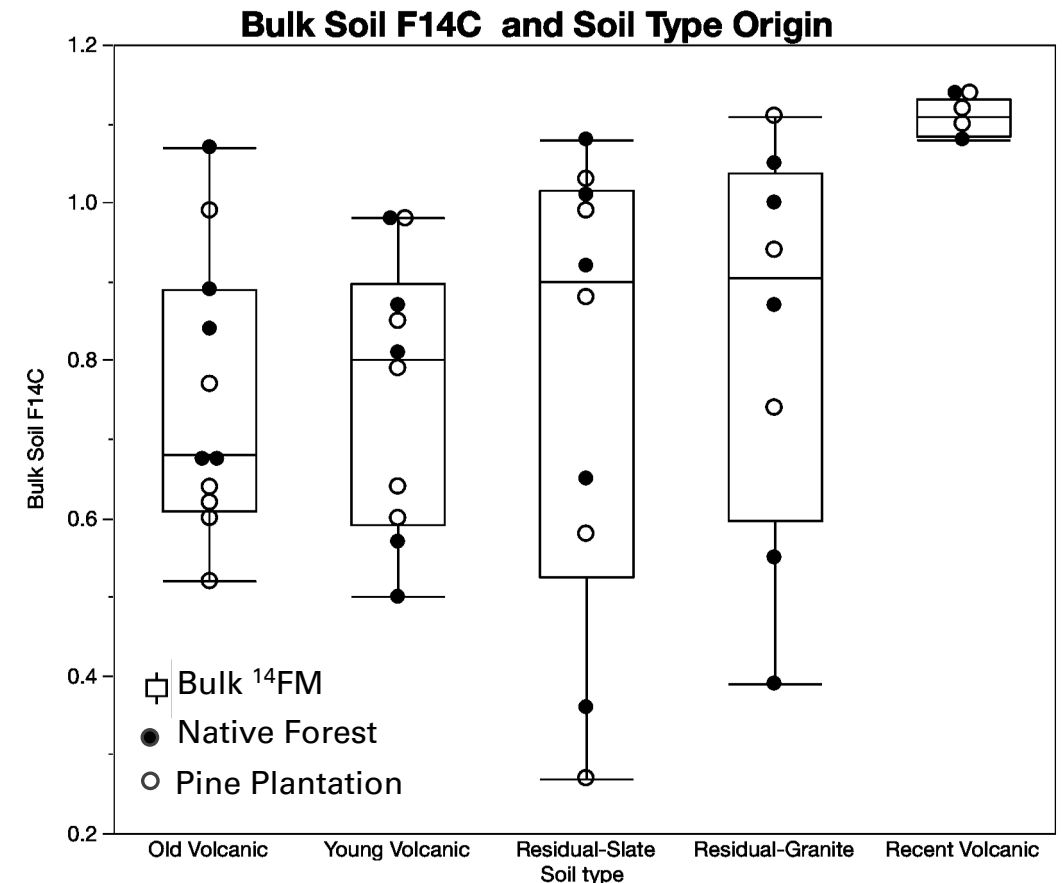 Bulk Soil F14C  and Soil Type Origin
1.2
1.0
0.8
0.6
0.4
0.2
Bulk Soil F14C
Bulk ¹⁴FM
Native Forest
Pine Plantation
Old Volcanic Young Volcanic Residual-Slate Residual-Granite Recent Volcanic
Soil type